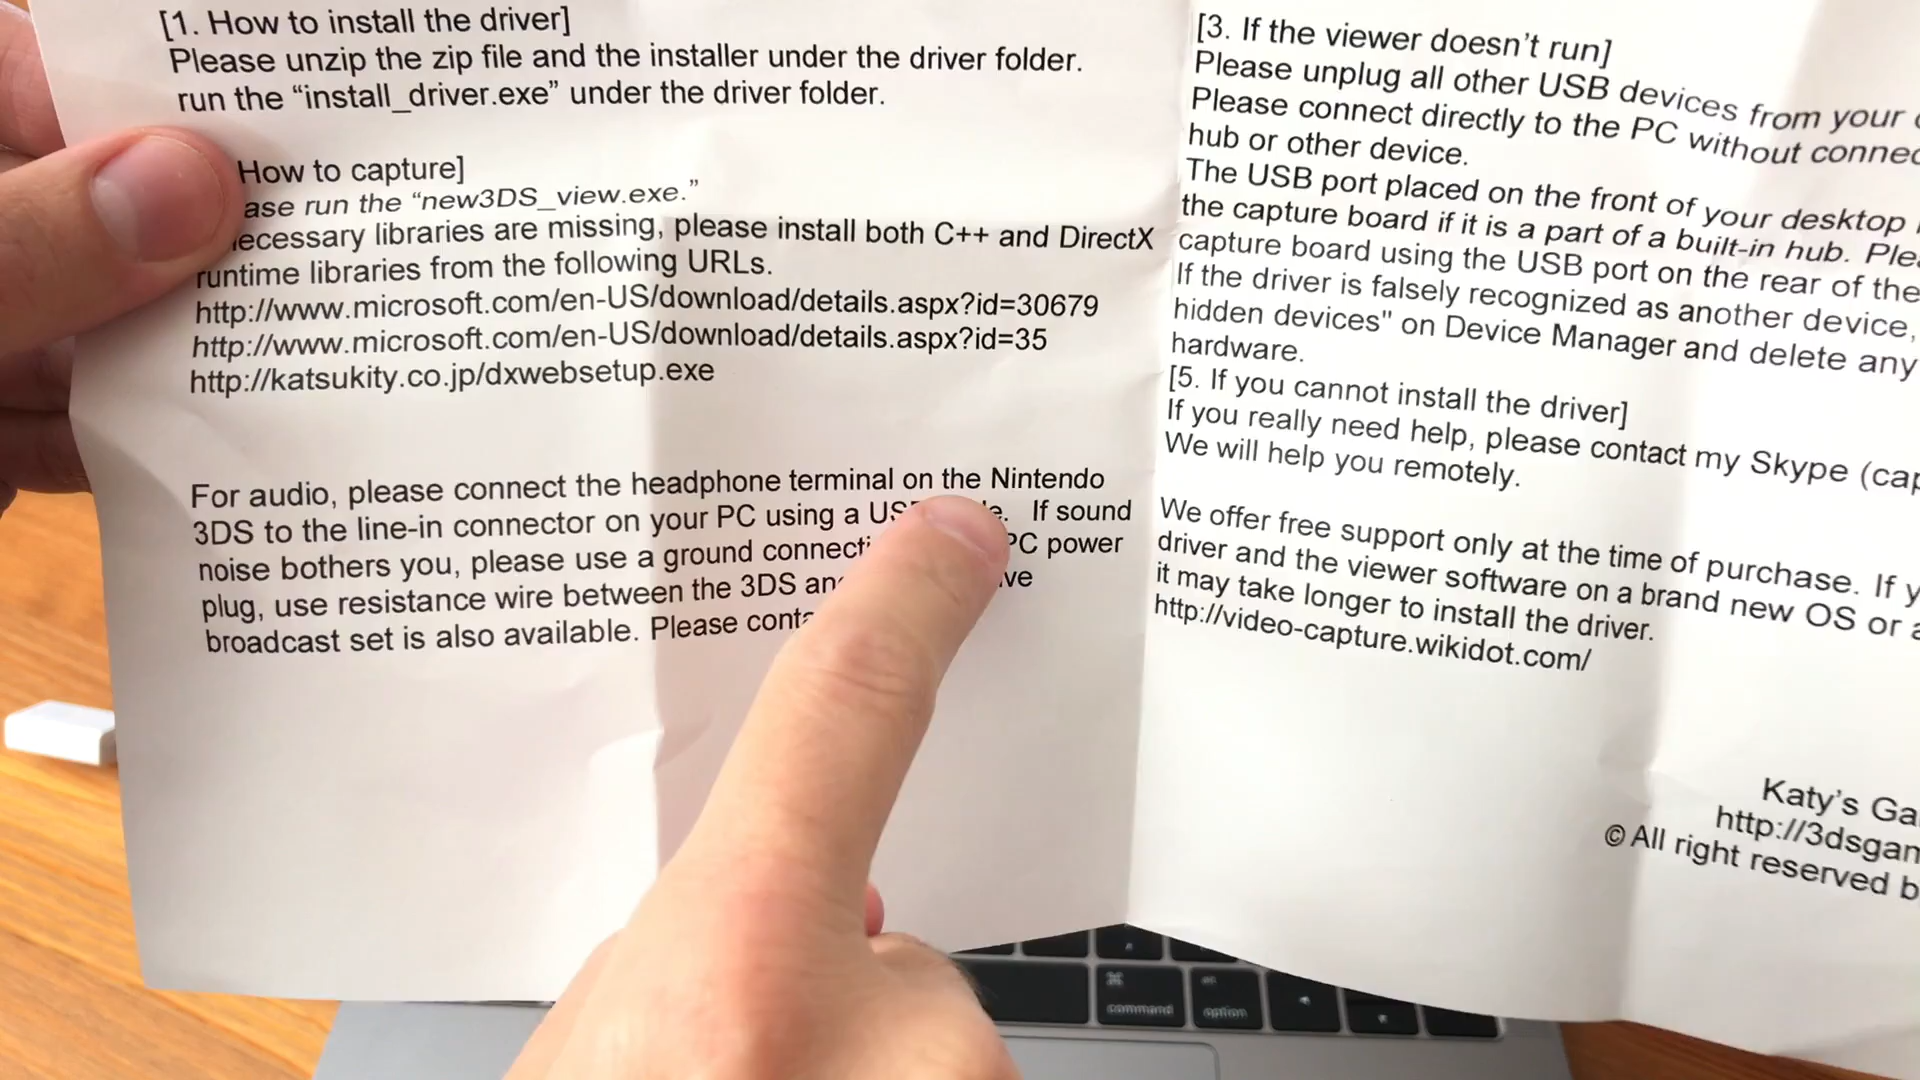 [1. How to install the driver]
Please unzip the zip file and the installer under the driver folder.
run the “install_driver.exe” under the driver folder.
How to capture]
ase run the “new3DS_view.exe.”
ecessary libraries are missing, please install both C++ and DirectX
runtime libraries from the following URLs.
http://www.microsoft.com/en-US/download/details.aspx?id=30679
http://www.microsoft.com/en-US/download/details.aspx?id=35
http://katsukity.co.jp/dxwebsetup.exe
For audio, please connect the headphone terminal on the Nintendo
3DS to the line-in connector on your PC using a If sound
noise bothers you, please use a ground PC power
plug, use resistance wire between the 3DS
broadcast set is also available. Please
[3. If the viewer doesn’t run]
Please unplug all other USB devices from your
Please connect directly to the PC without
hub or other device.
The USB port placed on the front of your desktop
the capture board if it is a part of a built-in hub.
capture board using the USB port on the rear of the
If the driver is falsely recognized as another device,
hidden devices" on Device Manager and delete any
hardware.
[5. If you cannot install the driver]
If you really need help, please contact my Skype
We will help you remotely.
We offer free support only at the time of purchase. If
driver and the viewer software on a brand new OS or
it may take longer to install the driver.
http://video-capture.wikidot.com/
Katy’s
http://3dsgam
© All right reserved
command
option